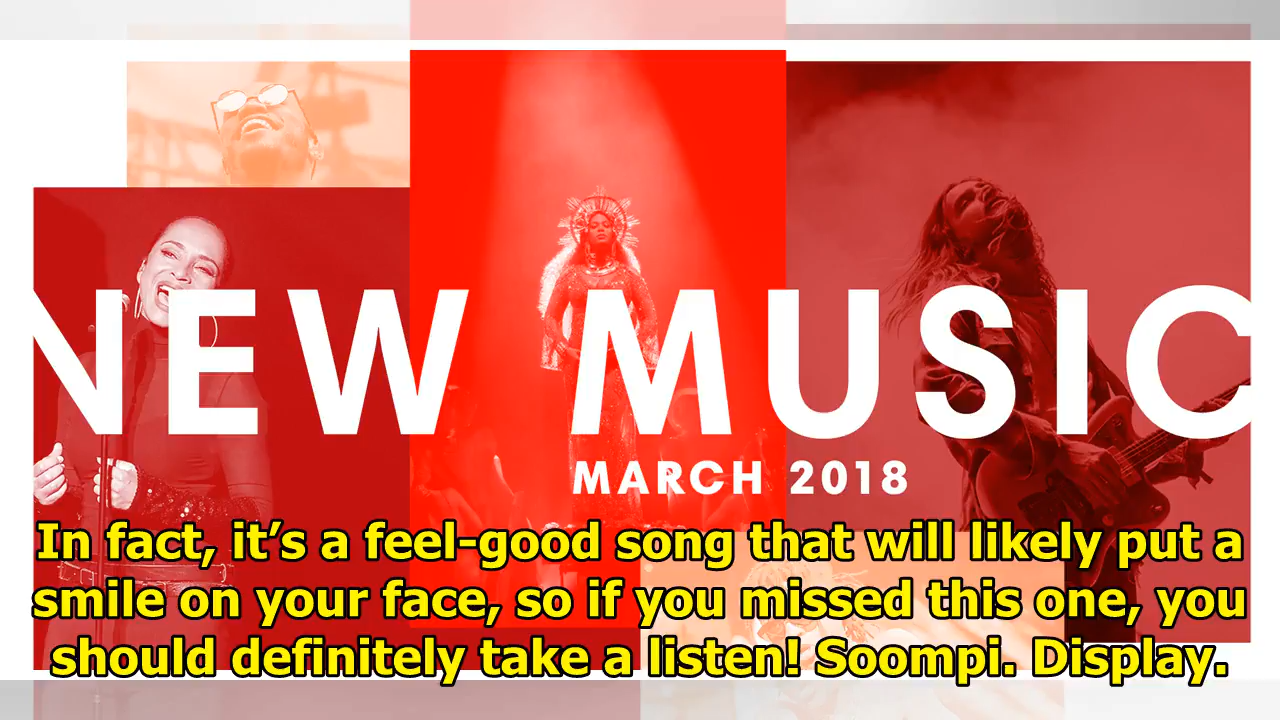 NEW MUSIC
MARCH 2018
In fact, it’s a feel-good song that will likely put a
smile on your face, so if you missed this one, you
should definitely take a listen! Soompi. Display.